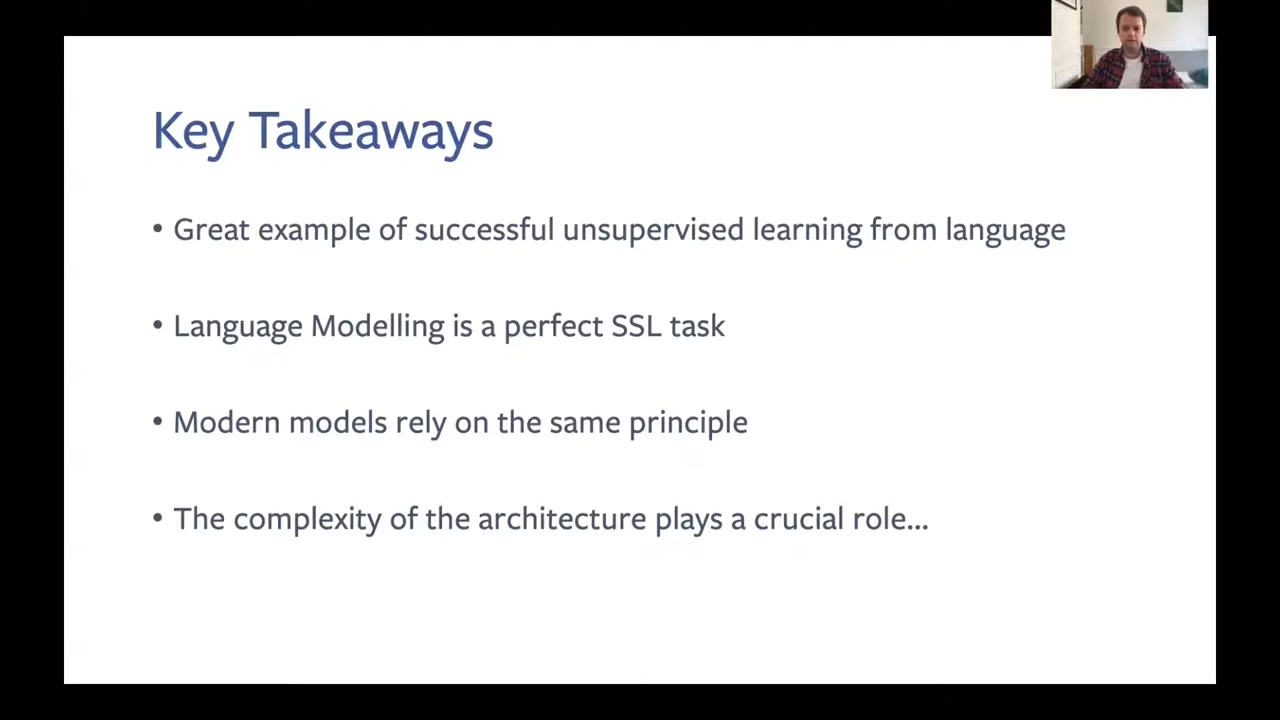 Key Takeaways
• Great example of successful unsupervised learning from language
• Language Modelling is a perfect SSL task
• Modern models rely on the same principle
• The complexity of the architecture plays a crucial role...